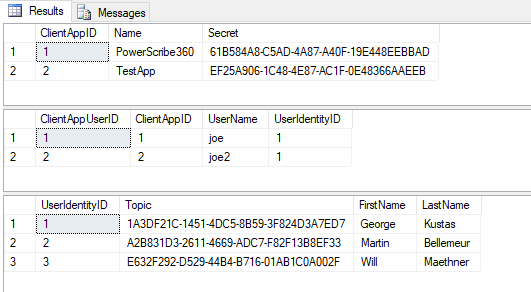 Results Messages
ClientAppID Name Secret
1 1 PowerScribe360 61B584A8-C5AD-4A87-A40F-19E448EEBBAD
2 2 TestApp EF25A906-1C48-4E87-AC1F-0E48366AAEEB
ClientAppUserID ClientAppID UserName UserIdentityID
1 1 1 joe 1
2 2 2 joe2 1
UserIdentityID Topic FirstName LastName
1 1 1A3DF21C-1451-4DC5-8B59-3F824D3A7ED7 George Kustas
2 2 A2B831D3-2611-4669-ADC7-F82F13B8EF33 Martin Bellemeur
3 3 E632F292-D529-44B4-B716-01AB1C0A002F Will Maethner